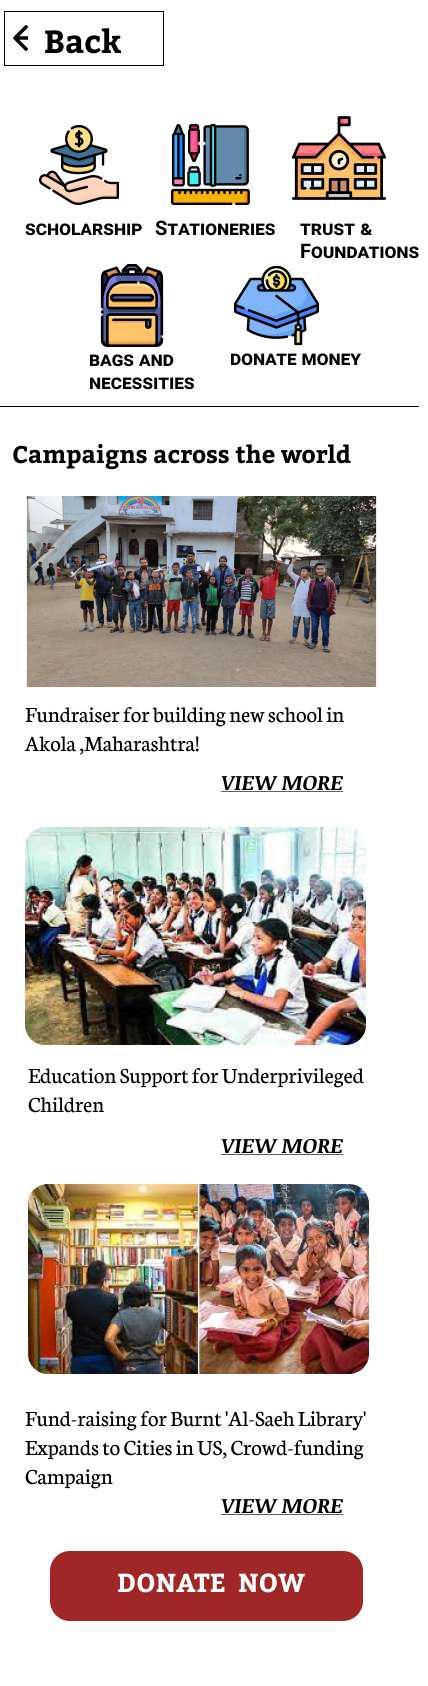 Back
SCHOLARSHIP
STATIONERIES
TRUST &
FOUNDATIONS
BAGS AND
NECESSITIES
DONATE MONEY
Campaigns across the world
Fundraiser for building new school in
Akola ,Maharashtra!
VIEW MORE
Education Support for Underprivileged
Children
VIEW MORE
Fund-raising for Burnt 'Al-Saeh Library'
Expands to Cities in US, Crowd-funding
Campaign
VIEW MORE
DONATE NOW